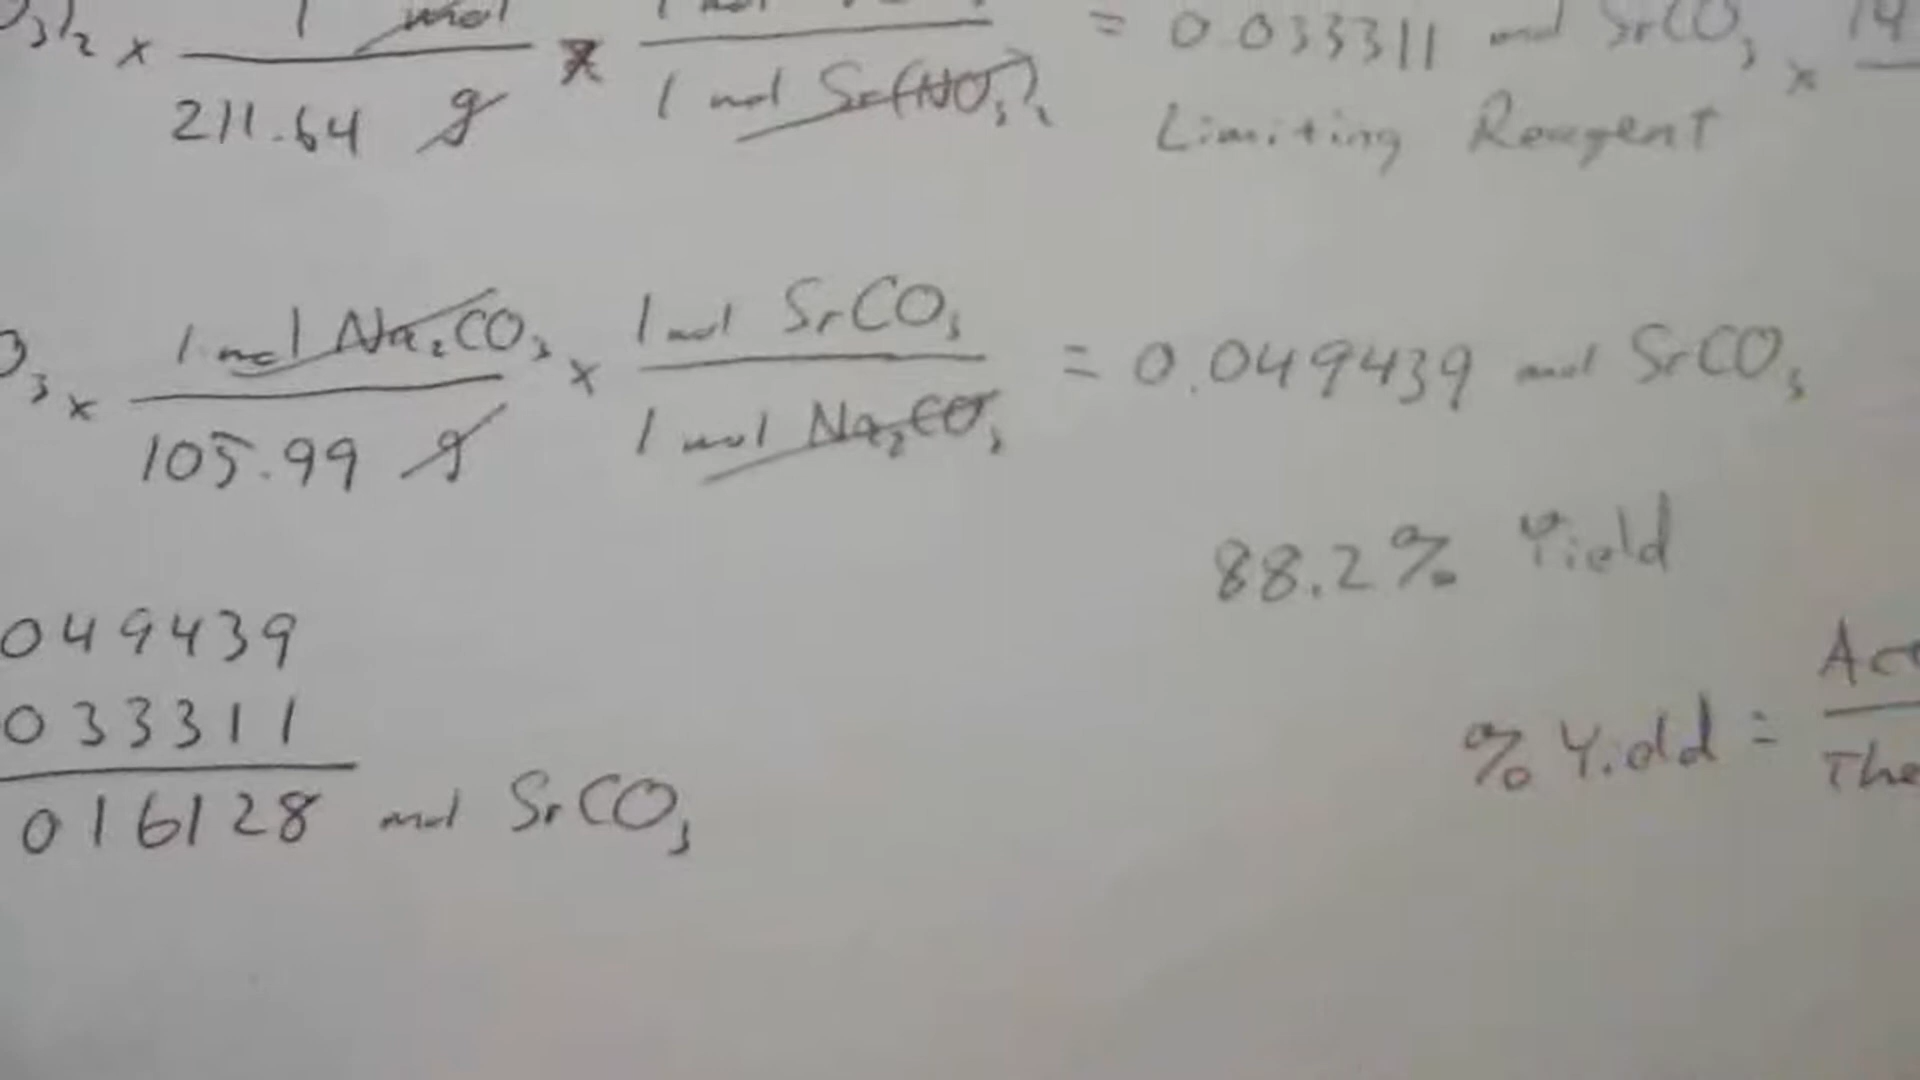 3)2 × 1 mol / 211.64 g × 1 mol / 1 mol Sr(NO3)2 = 0.033311 mol SrCO3 × 14
Limiting Reagent
O3 × 1 mol Na2CO3 / 105.99 g × 1 mol SrCO3 / 1 mol Na2CO3 = 0.049439 mol SrCO3
88.2% Yield
049439
033311
016128 mol SrCO3
% Yield = Act / The